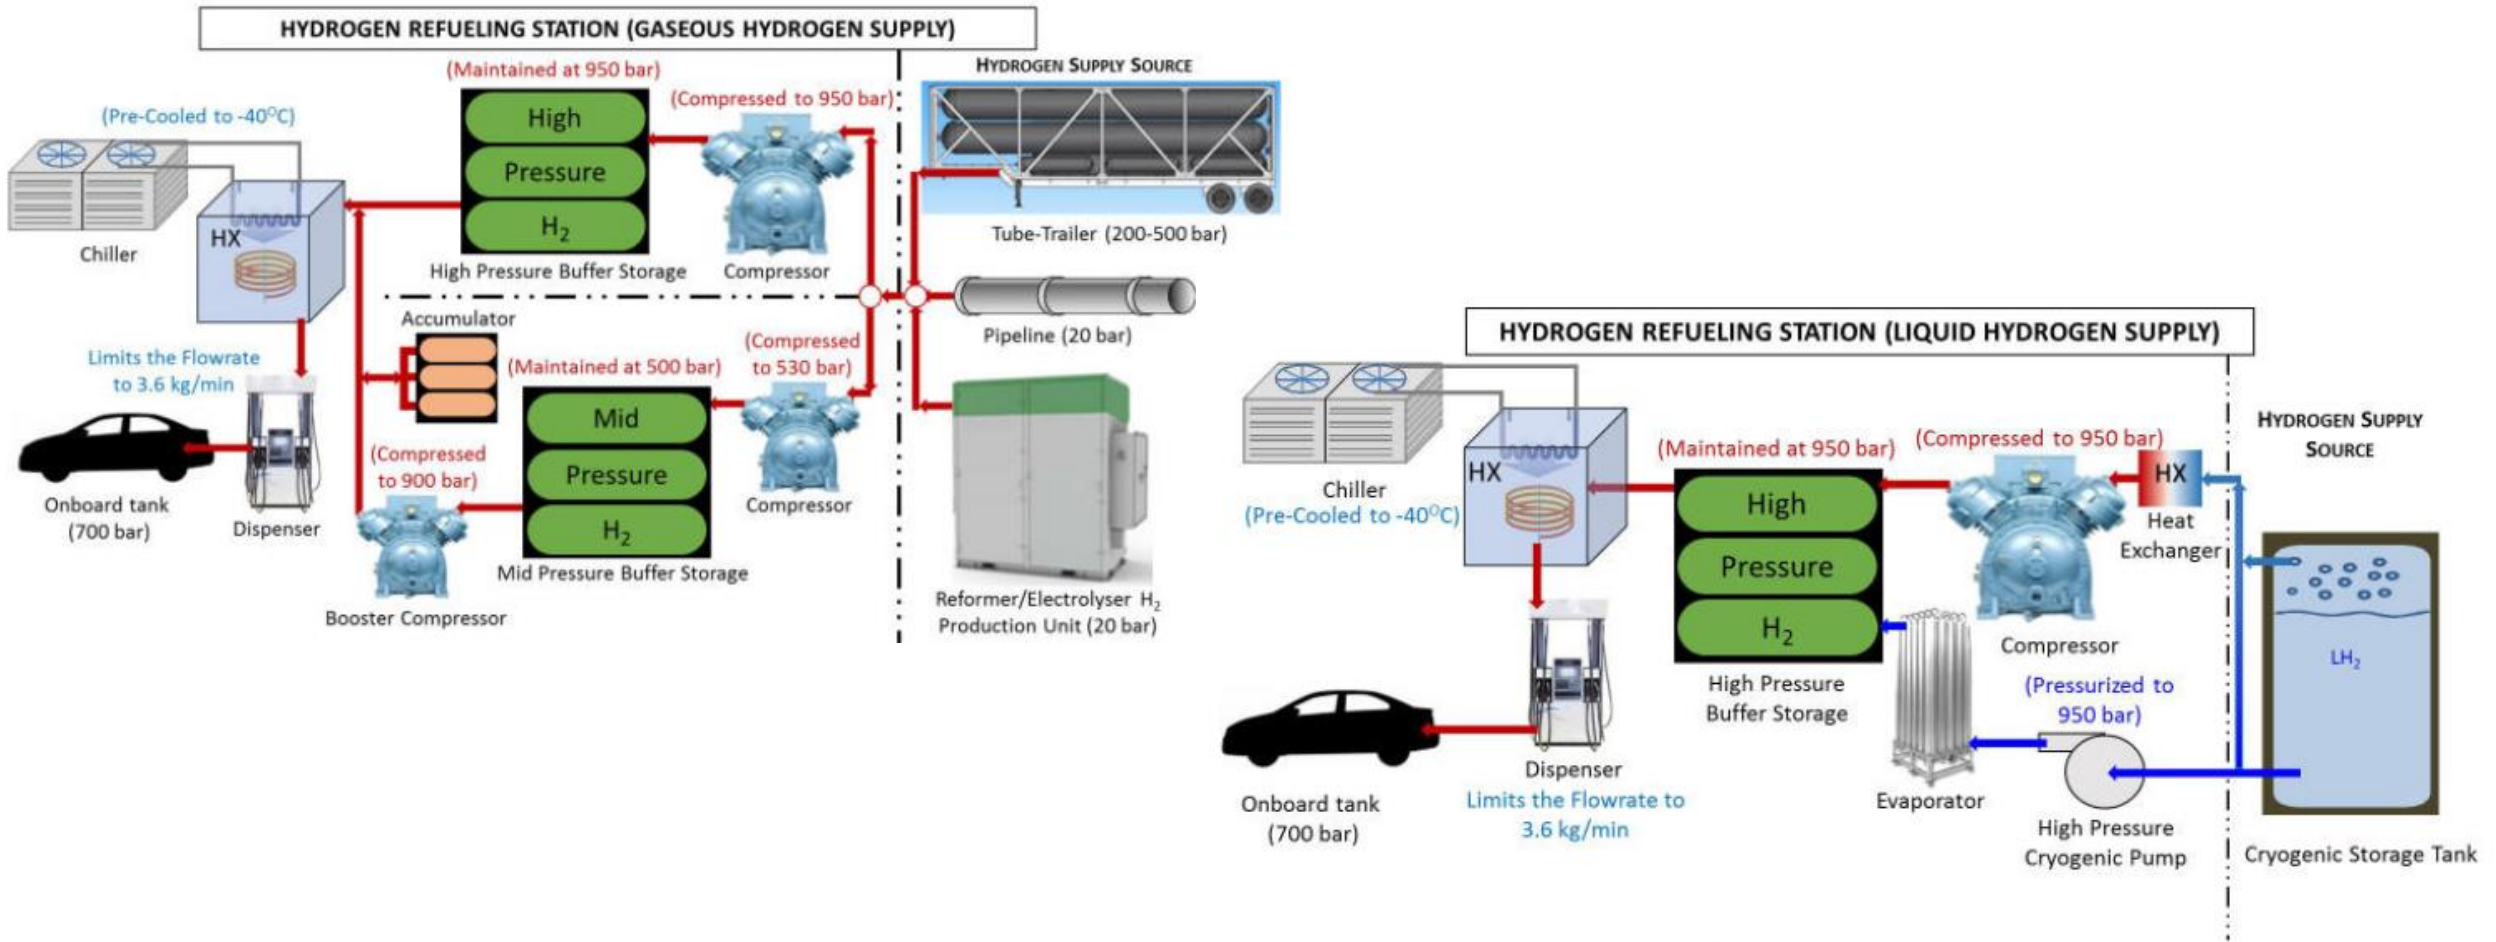 HYDROGEN REFUELING STATION (GASEOUS HYDROGEN SUPPLY)
(Maintained at 950 bar)
(Compressed to 950 bar)
(Pre-Cooled to -40⁰C)
High
Pressure
H₂
HX
Chiller
High Pressure Buffer Storage
Compressor
HYDROGEN SUPPLY SOURCE
Tube-Trailer (200-500 bar)
Pipeline (20 bar)
Reformer/Electrolyser H₂
Production Unit (20 bar)
Accumulator
(Compressed
to 530 bar)
(Maintained at 500 bar)
Limits the Flowrate
to 3.6 kg/min
Mid
Pressure
H₂
(Compressed
to 900 bar)
Compressor
Mid Pressure Buffer Storage
Booster Compressor
Onboard tank
(700 bar)
Dispenser
HYDROGEN REFUELING STATION (LIQUID HYDROGEN SUPPLY)
HYDROGEN SUPPLY
SOURCE
(Maintained at 950 bar)
(Compressed to 950 bar)
HX
HX
Chiller
(Pre-Cooled to -40⁰C)
High
Pressure
H₂
Heat
Exchanger
Compressor
LH₂
High Pressure
Buffer Storage
(Pressurized to
950 bar)
Dispenser
Limits the Flowrate to
3.6 kg/min
Onboard tank
(700 bar)
Evaporator
High Pressure
Cryogenic Pump
Cryogenic Storage Tank